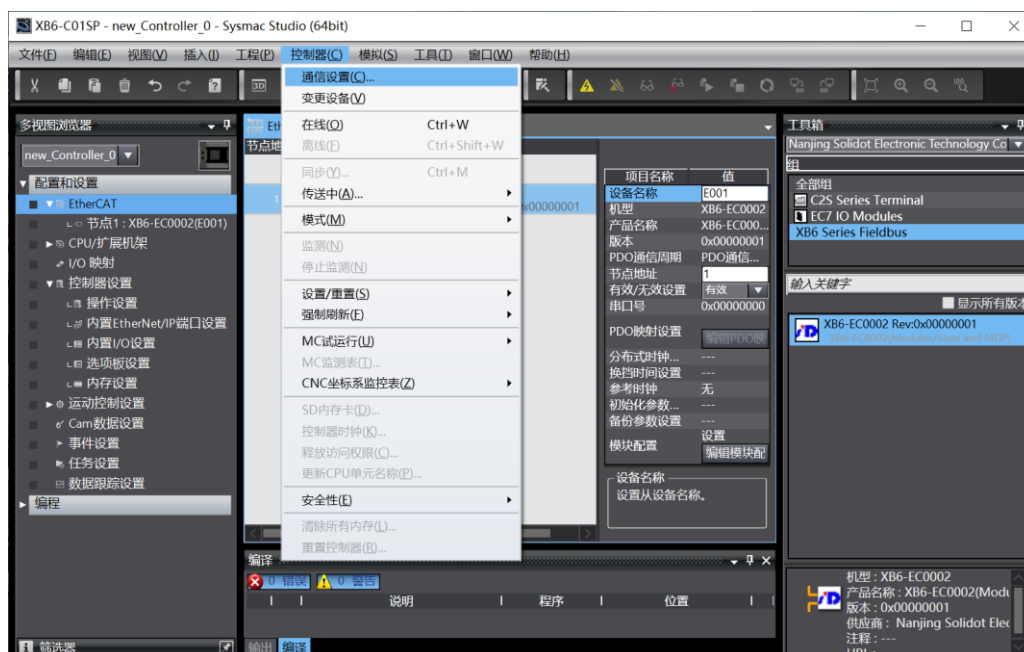 XB6-C01SP - new_Controller_0 - Sysmac Studio (64bit)
文件(F) 编辑(E) 视图(V) 插入(I) 工程(P) 控制器(C) 模拟(S) 工具(T) 窗口(W) 帮助(H)
3D
多视图浏览器
new_Controller_0
配置和设置
EtherCAT
节点1 : XB6-EC0002(E001)
CPU/扩展机架
I/O 映射
控制器设置
操作设置
内置EtherNet/IP端口设置
内置I/O设置
选项板设置
内存设置
运动控制设置
Cam数据设置
事件设置
任务设置
数据跟踪设置
编程
筛选器
通信设置(C)...
变更设备(V)
在线(O) Ctrl+W
离线(F) Ctrl+Shift+W
同步(Y)... Ctrl+M
传送中(A)...
模式(M)
监测(N)
停止监测(N)
设置/重置(S)
强制刷新(F)
MC试运行(U)
MC监测表(T)...
CNC坐标系监控表(Z)
SD内存卡(D)...
控制器时钟(K)...
释放访问权限(C)...
更新CPU单元名称(P)...
安全性(E)
清除所有内存(L)...
重置控制器(R)...
Eth
节点地
1
x00000001
项目名称 值
设备名称 E001
机型 XB6-EC0002
产品名称 XB6-EC000...
版本 0x00000001
PDO通信周期 PDO通信...
节点地址 1
有效/无效设置 有效
串口号 0x00000000
PDO映射设置 编辑PDO映
分布式时钟... ---
换挡时间设置 ---
参考时钟 无
初始化参数... ---
备份参数设置 ---
模块配置 设置
编辑模块配
设备名称
设置从设备名称。
编译
0 错误 0 警告
说明 程序 位置
输出 编译
工具箱
Nanjing Solidot Electronic Technology Co
组
全部组
C2S Series Terminal
EC7 IO Modules
XB6 Series Fieldbus
输入关键字
显示所有版本
XB6-EC0002 Rev:0x00000001
XB6-EC0002(Modules/Slots and MDP)
机型 : XB6-EC0002
产品名称 : XB6-EC0002(Modu
版本 : 0x00000001
供应商 : Nanjing Solidot Elec
注释 : ---
URL :